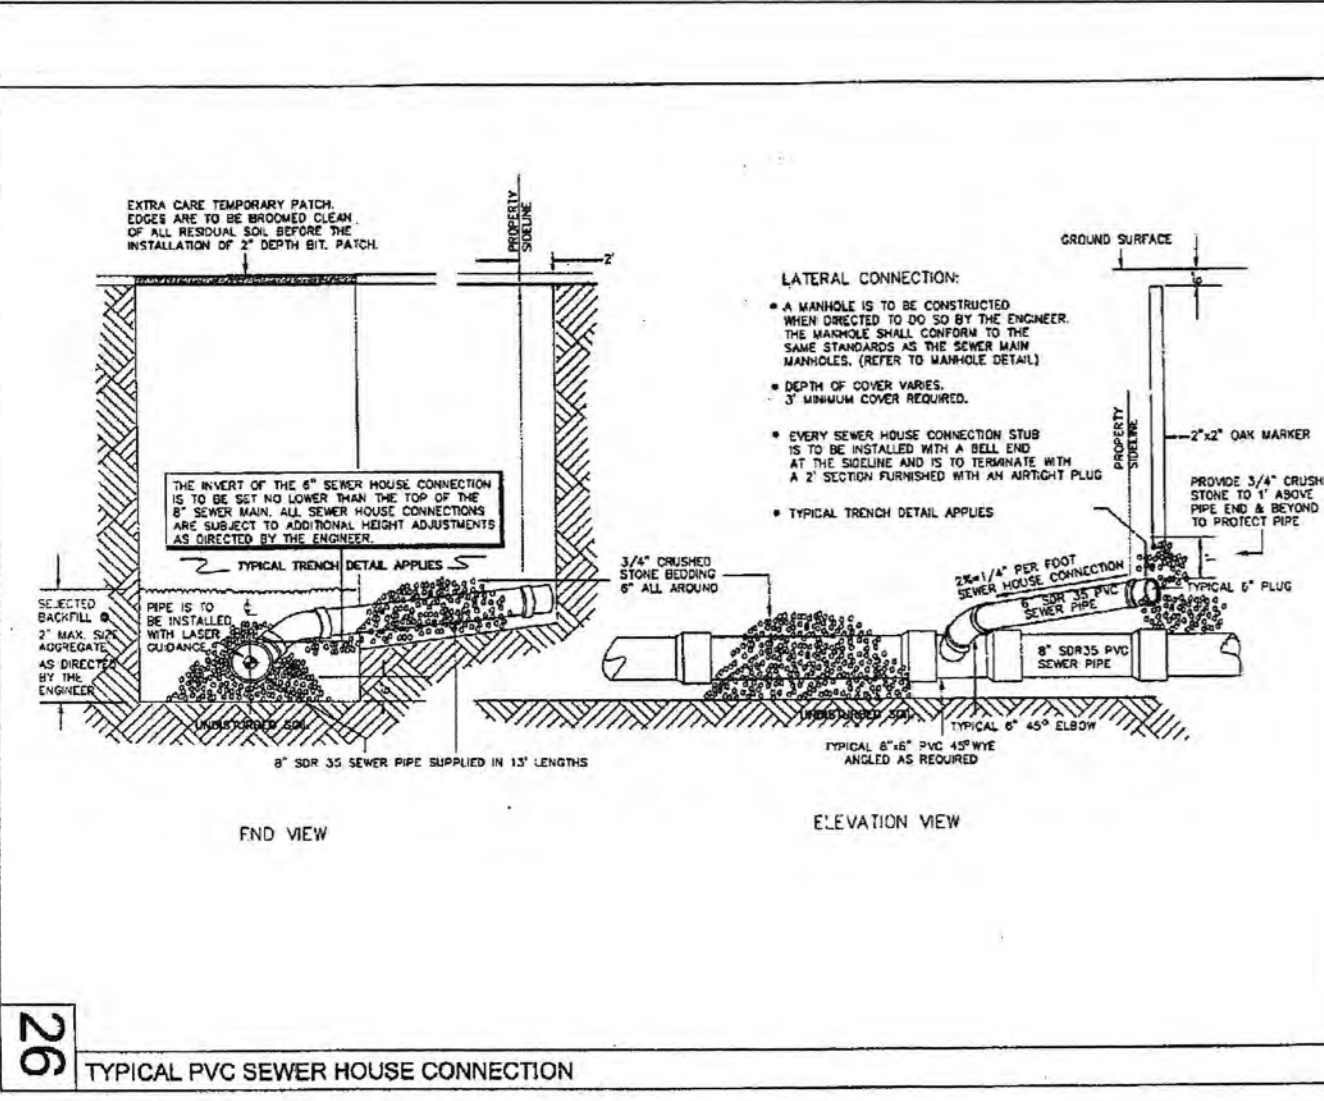 EXTRA CARE TEMPORARY PATCH.
EDGES ARE TO BE BROOMED CLEAN
OF ALL RESIDUAL SOIL BEFORE THE
INSTALLATION OF 2" DEPTH BIT. PATCH.
PROPERTY
SIDELINE
2'
THE INVERT OF THE 6" SEWER HOUSE CONNECTION
IS TO BE SET NO LOWER THAN THE TOP OF THE
8" SEWER MAIN. ALL SEWER HOUSE CONNECTIONS
ARE SUBJECT TO ADDITIONAL HEIGHT ADJUSTMENTS
AS DIRECTED BY THE ENGINEER.
TYPICAL TRENCH DETAIL APPLIES
SELECTED
BACKFILL
2" MAX. SIZE
AGGREGATE
AS DIRECTED
BY THE
ENGINEER
PIPE IS TO
BE INSTALLED
WITH LASER
GUIDANCE
6"
UNDISTURBED SOIL
8" SDR 35 SEWER PIPE SUPPLIED IN 13' LENGTHS
END VIEW
3/4" CRUSHED
STONE BEDDING
6" ALL AROUND
LATERAL CONNECTION:
• A MANHOLE IS TO BE CONSTRUCTED
WHEN DIRECTED TO DO SO BY THE ENGINEER.
THE MANHOLE SHALL CONFORM TO THE
SAME STANDARDS AS THE SEWER MAIN
MANHOLES. (REFER TO MANHOLE DETAIL)
• DEPTH OF COVER VARIES.
3' MINIMUM COVER REQUIRED.
• EVERY SEWER HOUSE CONNECTION STUB
IS TO BE INSTALLED WITH A BELL END
AT THE SIDELINE AND IS TO TERMINATE WITH
A 2' SECTION FURNISHED WITH AN AIRTIGHT PLUG
• TYPICAL TRENCH DETAIL APPLIES
GROUND SURFACE
6"
PROPERTY
SIDELINE
2"x2" OAK MARKER
PROVIDE 3/4" CRUSH
STONE TO 1' ABOVE
PIPE END & BEYOND
TO PROTECT PIPE
1'
TYPICAL 6" PLUG
2%=1/4" PER FOOT
SEWER HOUSE CONNECTION
6" SDR 35 PVC
SEWER PIPE
8" SDR35 PVC
SEWER PIPE
UNDISTURBED SOIL
TYPICAL 6" 45° ELBOW
TYPICAL 8"x6" PVC 45° WYE
ANGLED AS REQUIRED
ELEVATION VIEW
26
TYPICAL PVC SEWER HOUSE CONNECTION